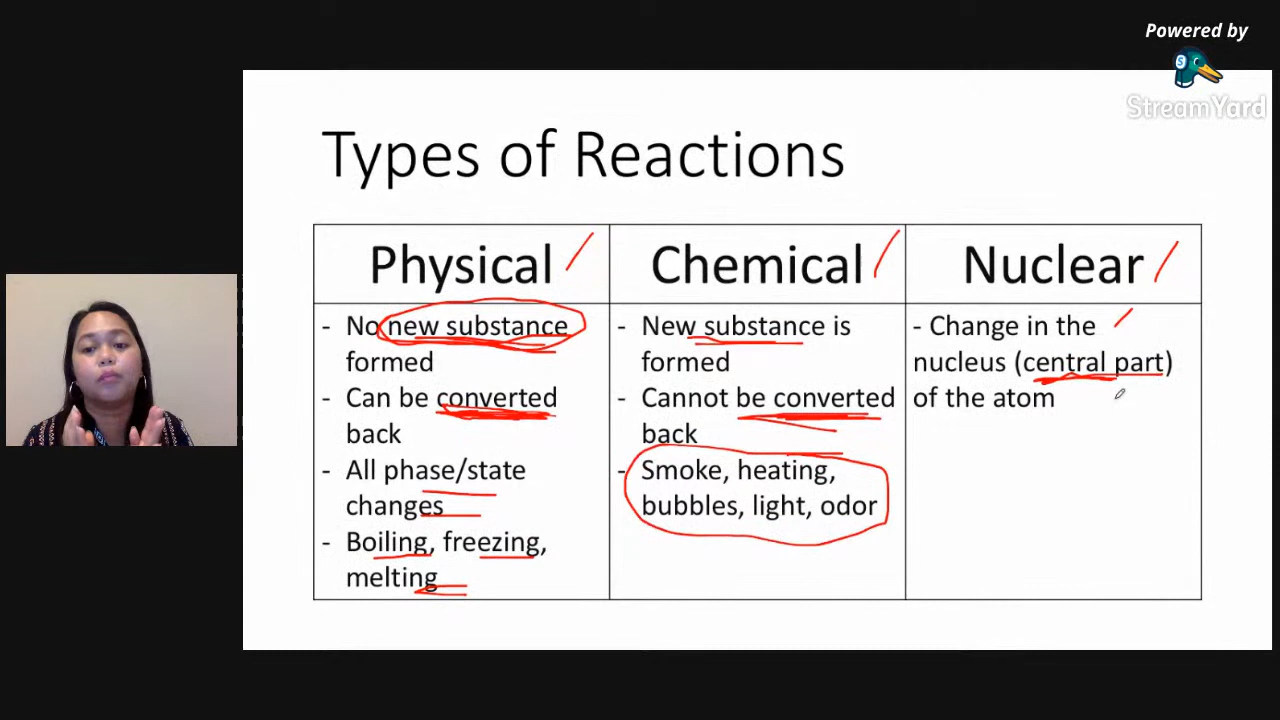 Powered by
StreamYard
Types of Reactions
Physical
- No new substance
formed
- Can be converted
back
- All phase/state
changes
- Boiling, freezing,
melting
Chemical
- New substance is
formed
- Cannot be converted
back
- Smoke, heating,
bubbles, light, odor
Nuclear
- Change in the
nucleus (central part)
of the atom